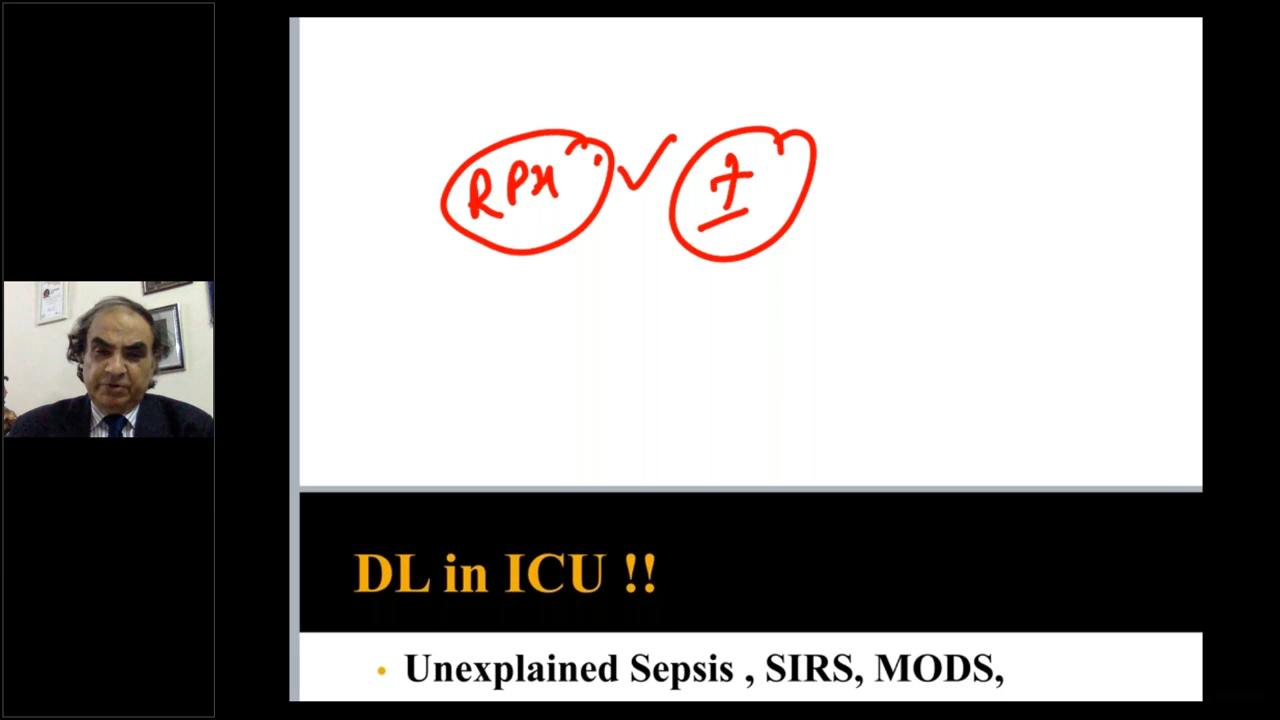 RPx ✓ +
DL in ICU !!
• Unexplained Sepsis , SIRS, MODS,